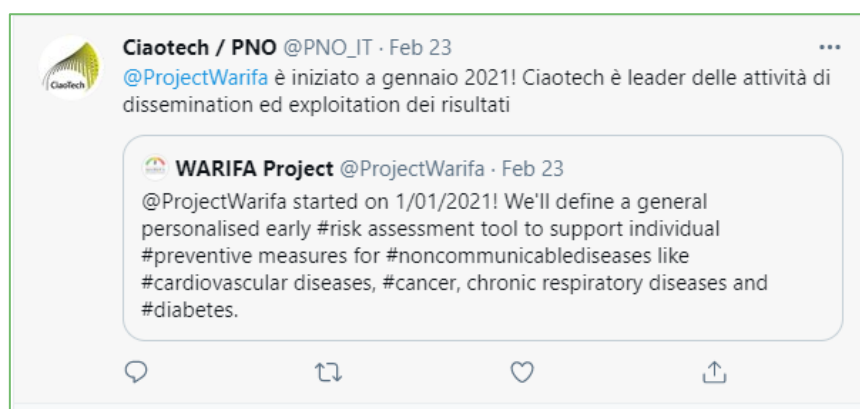 Ciaotech / PNO @PNO_IT · Feb 23
@ProjectWarifa è iniziato a gennaio 2021! Ciaotech è leader delle attività di
dissemination ed exploitation dei risultati
CiaoTech
WARIFA Project @ProjectWarifa · Feb 23
@ProjectWarifa started on 1/01/2021! We'll define a general
personalised early #risk assessment tool to support individual
#preventive measures for #noncommunicablediseases like
#cardiovascular diseases, #cancer, chronic respiratory diseases and
#diabetes.